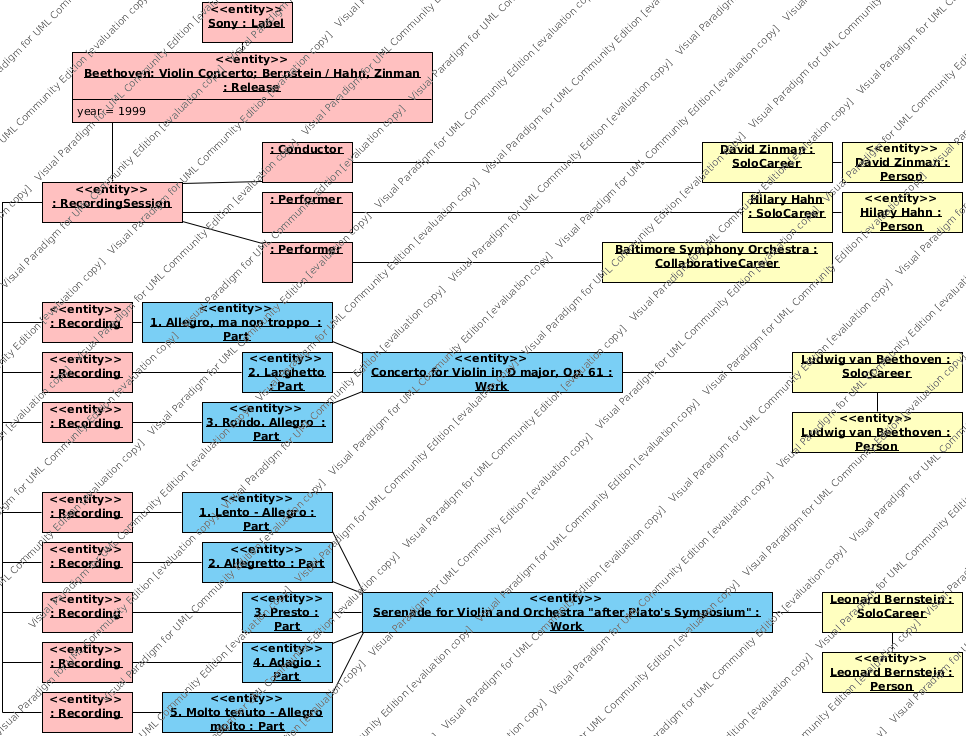 <<entity>>
Sony : Label
<<entity>>
Beethoven: Violin Concerto; Bernstein / Hahn, Zinman
: Release
year = 1999
: Conductor
David Zinman :
SoloCareer
<<entity>>
David Zinman :
Person
<<entity>>
: RecordingSession
: Performer
Hilary Hahn
: SoloCareer
<<entity>>
Hilary Hahn :
Person
: Performer
Baltimore Symphony Orchestra :
CollaborativeCareer
<<entity>>
: Recording
<<entity>>
1. Allegro, ma non troppo :
Part
<<entity>>
: Recording
<<entity>>
2. Larghetto
: Part
<<entity>>
Concerto for Violin in D major, Op. 61 :
Work
Ludwig van Beethoven :
SoloCareer
<<entity>>
: Recording
<<entity>>
3. Rondo. Allegro :
Part
<<entity>>
Ludwig van Beethoven :
Person
<<entity>>
: Recording
<<entity>>
1. Lento - Allegro :
Part
<<entity>>
: Recording
<<entity>>
2. Allegretto : Part
<<entity>>
: Recording
<<entity>>
3. Presto :
Part
<<entity>>
Serenade for Violin and Orchestra "after Plato's Symposium" :
Work
Leonard Bernstein :
SoloCareer
<<entity>>
: Recording
<<entity>>
4. Adagio :
Part
<<entity>>
Leonard Bernstein :
Person
<<entity>>
: Recording
<<entity>>
5. Molto tenuto - Allegro
molto : Part
Visual Paradigm for UML Community Edition [evaluation copy]